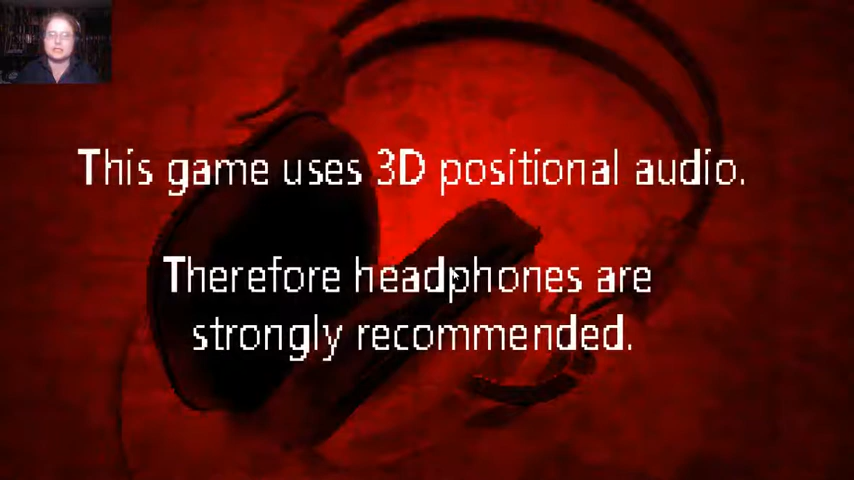 This game uses 3D positional audio.
Therefore headphones are
strongly recommended.